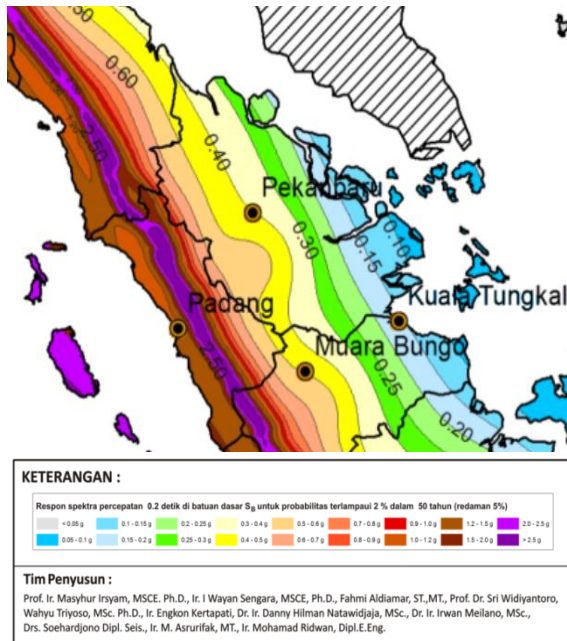 .50
0.60
2.50
0.40
Pekanbaru
0.30
0.10
0.15
Padang
Kuala Tungkal
2.50
Muara Bungo
0.25
0.20
KETERANGAN :
Respon spektra percepatan 0.2 detik di batuan dasar SB untuk probabilitas terlampaui 2 % dalam 50 tahun (redaman 5%)
< 0.05 g 0.1 - 0.15 g 0.2 - 0.25 g 0.3 - 0.4 g 0.5 - 0.6 g 0.7 - 0.8 g 0.9 - 1.0 g 1.2 - 1.5 g 2.0 - 2.5 g
0.05 - 0.1 g 0.15 - 0.2 g 0.25 - 0.3 g 0.4 - 0.5 g 0.6 - 0.7 g 0.8 - 0.9 g 1.0 - 1.2 g 1.5 - 2.0 g > 2.5 g
Tim Penyusun :
Prof. Ir. Masyhur Irsyam, MSCE. Ph.D., Ir. I Wayan Sengara, MSCE, Ph.D., Fahmi Aldiamar, ST.,MT., Prof. Dr. Sri Widiyantoro,
Wahyu Triyoso, MSc. Ph.D., Ir. Engkon Kertapati, Dr. Ir. Danny Hilman Natawidjaja, MSc., Dr. Ir. Irwan Meilano, MSc.,
Drs. Soehardjono Dipl. Seis., Ir. M. Asrurifak, MT., Ir. Mohamad Ridwan, Dipl.E.Eng.